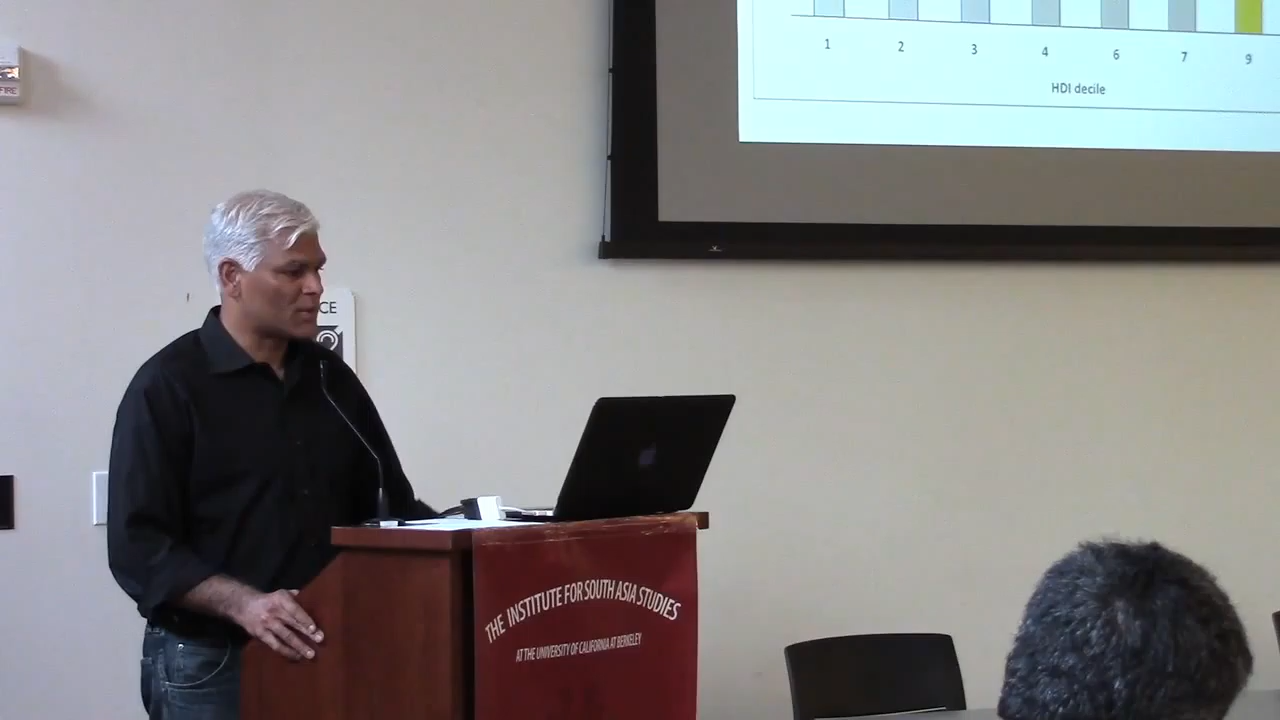 FIRE
1 2 3 4 6 7 9
HDI decile
CE
THE INSTITUTE FOR SOUTH ASIA STUDIES
AT THE UNIVERSITY OF CALIFORNIA AT BERKELEY